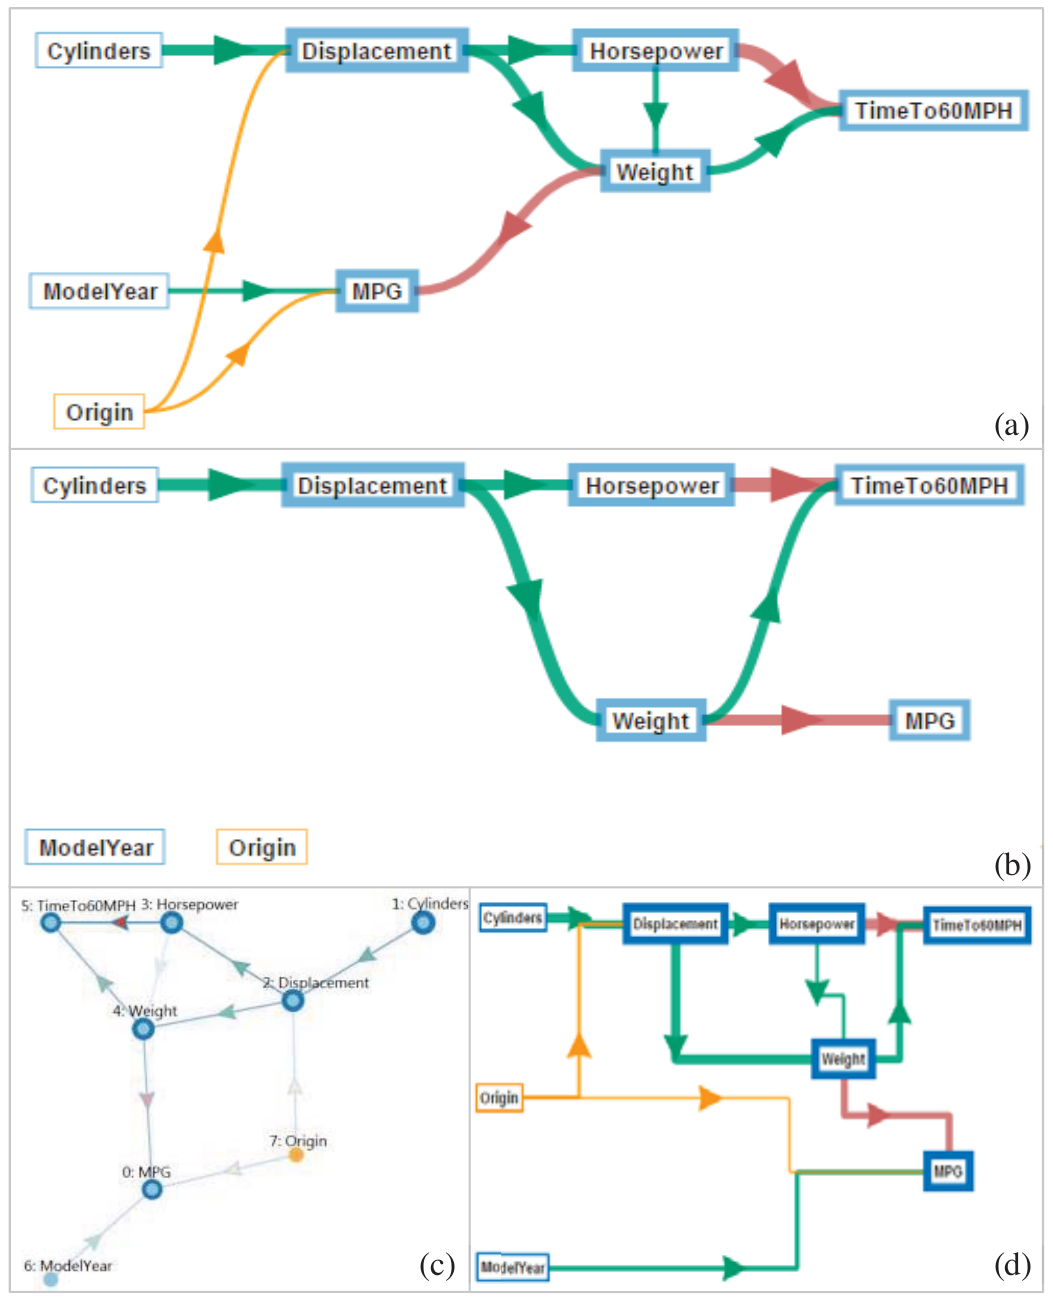 Cylinders
Displacement
Horsepower
TimeTo60MPH
Weight
ModelYear
MPG
Origin
(a)
Cylinders
Displacement
Horsepower
TimeTo60MPH
Weight
MPG
ModelYear
Origin
(b)
5: TimeTo60MPH
3: Horsepower
1: Cylinders
2: Displacement
4: Weight
7: Origin
0: MPG
6: ModelYear
(c)
Cylinders
Displacement
Horsepower
TimeTo60MPH
Weight
Origin
MPG
ModelYear
(d)